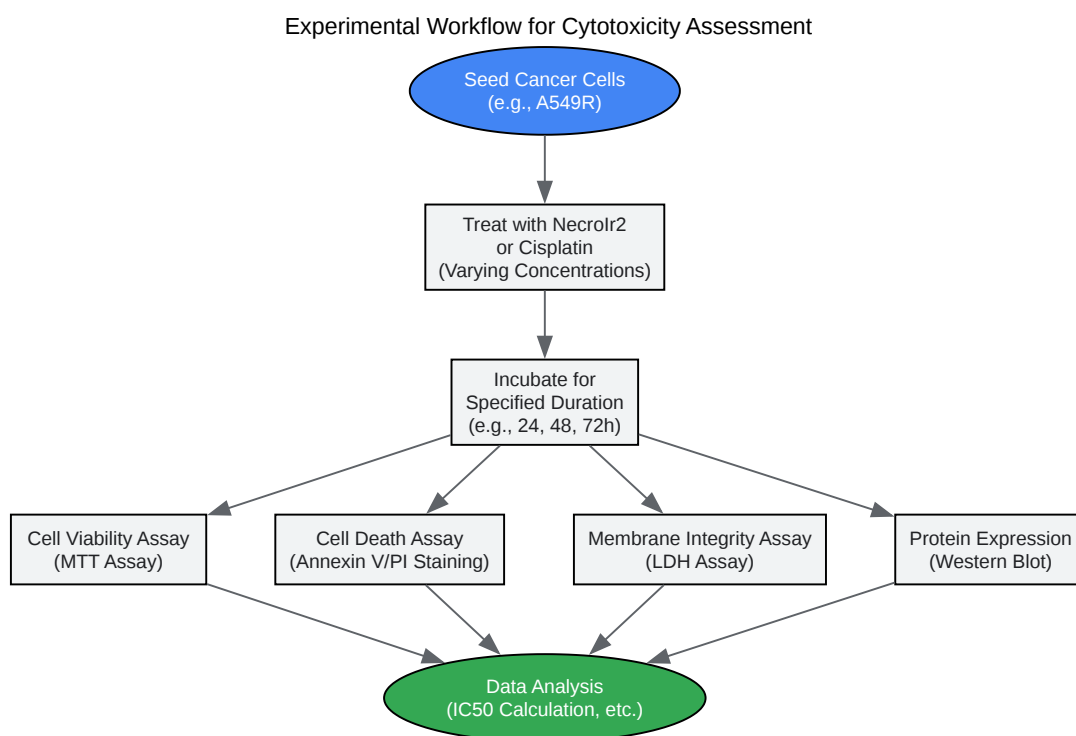 Experimental Workflow for Cytotoxicity Assessment
Seed Cancer Cells
(e.g., A549R)
Treat with NecroIr2
or Cisplatin
(Varying Concentrations)
Incubate for
Specified Duration
(e.g., 24, 48, 72h)
Cell Viability Assay
(MTT Assay)
Cell Death Assay
(Annexin V/PI Staining)
Membrane Integrity Assay
(LDH Assay)
Protein Expression
(Western Blot)
Data Analysis
(IC50 Calculation, etc.)